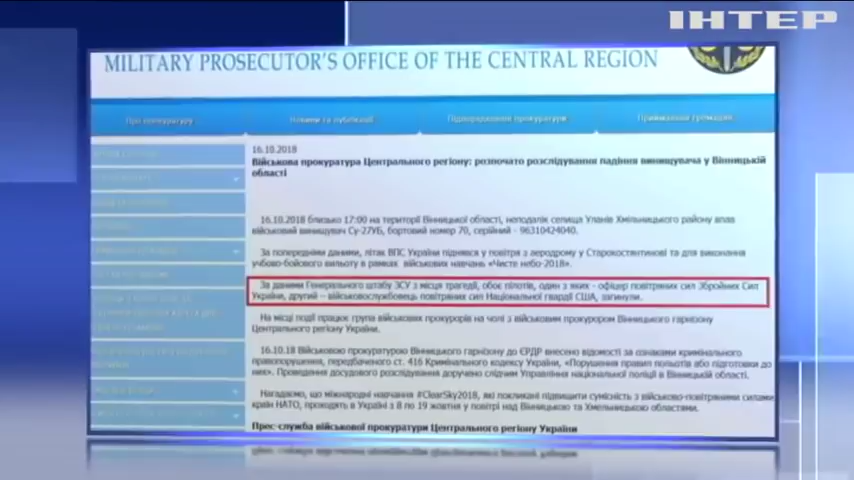 ІНТЕР
MILITARY PROSECUTOR'S OFFICE OF THE CENTRAL REGION
Про прокуратуру Новини та публікації Підпорядковані прокуратури Приймальня громадян
16.10.2018
Військова прокуратура Центрального регіону: розпочато розслідування падіння винищувача у Вінницькій
області
16.10.2018 близько 17:00 на території Вінницької області, неподалік селища Уланів Хмільницького району впав
військовий винищувач Су-27УБ, бортовий номер 70, серійний - 96310424040.
За попередніми даними, літак ВПС України піднявся у повітря з аеродрому у Старокостянтинові та для виконання
учбово-бойового вильоту в рамках військових навчань «Чисте небо-2018».
За даними Генерального штабу ЗСУ з місця трагедії, обоє пілотів, один з яких - офіцер повітряних сил Збройних Сил
України, другий – військовослужбовець повітряних сил Національної гвардії США, загинули.
На місці події працює група військових прокурорів на чолі з військовим прокурором Вінницького гарнізону
Центрального регіону України.
16.10.18 Військовою прокуратурою Вінницького гарнізону до ЄРДР внесено відомості за ознаками кримінального
правопорушення, передбаченого ст. 416 Кримінального кодексу України, «Порушення правил польотів або підготовки до
них». Проведення досудового розслідування доручено слідчим Управління національної поліції в Вінницькій області.
Нагадаємо, що міжнародні навчання #ClearSky2018, які покликані підвищити сумісність з військово-повітряними силами
країн НАТО, проходять в Україні з 8 по 19 жовтня у повітрі над Вінницькою та Хмельницькою областями.
Прес-служба військової прокуратури Центрального регіону України